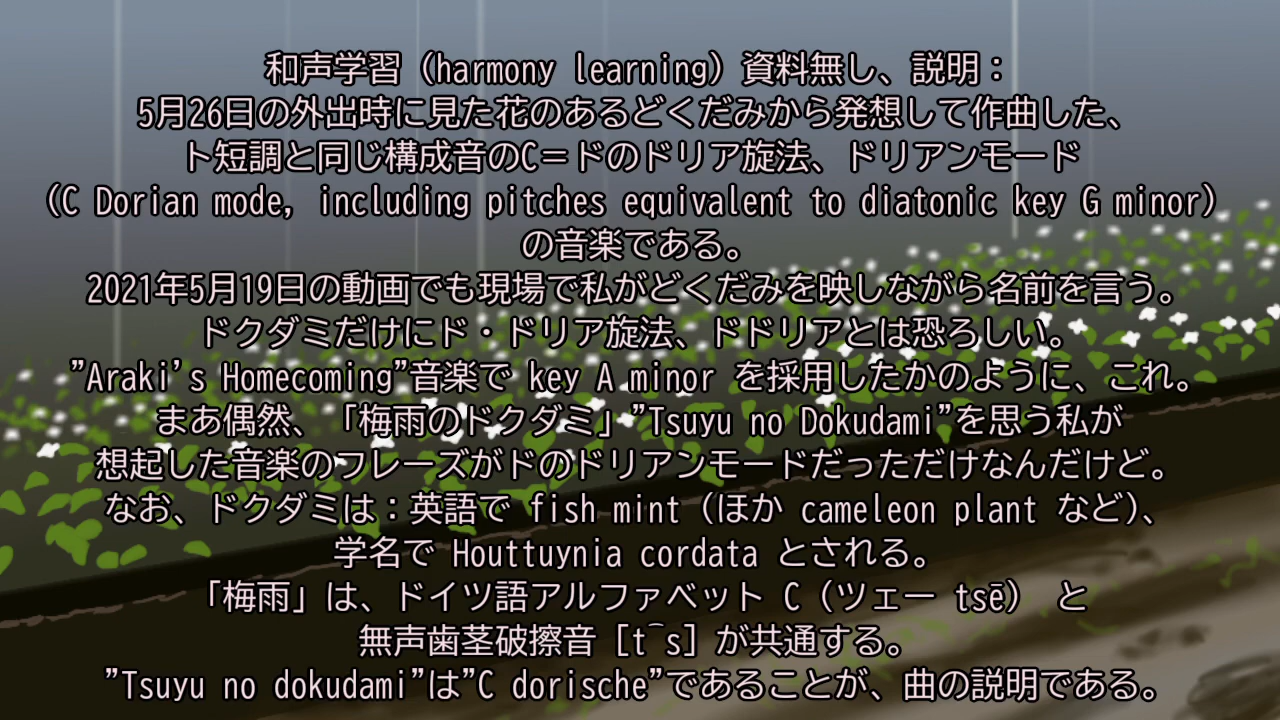 和声学習（harmony learning）資料無し、説明：
5月26日の外出時に見た花のあるどくだみから発想して作曲した、
ト短調と同じ構成音のC＝ドのドリア旋法、ドリアンモード
（C Dorian mode, including pitches equivalent to diatonic key G minor）
の音楽である。
2021年5月19日の動画でも現場で私がどくだみを映しながら名前を言う。
ドクダミだけにド・ドリア旋法、ドドリアとは恐ろしい。
”Araki’s Homecoming”音楽で key A minor を採用したかのように、これ。
まあ偶然、「梅雨のドクダミ」”Tsuyu no Dokudami”を思う私が
想起した音楽のフレーズがドのドリアンモードだっただけなんだけど。
なお、ドクダミは：英語で fish mint（ほか cameleon plant など）、
学名で Houttuynia cordata とされる。
「梅雨」は、ドイツ語アルファベット C（ツェー tsē） と
無声歯茎破擦音［t͡s］が共通する。
”Tsuyu no dokudami”は”C dorische”であることが、曲の説明である。